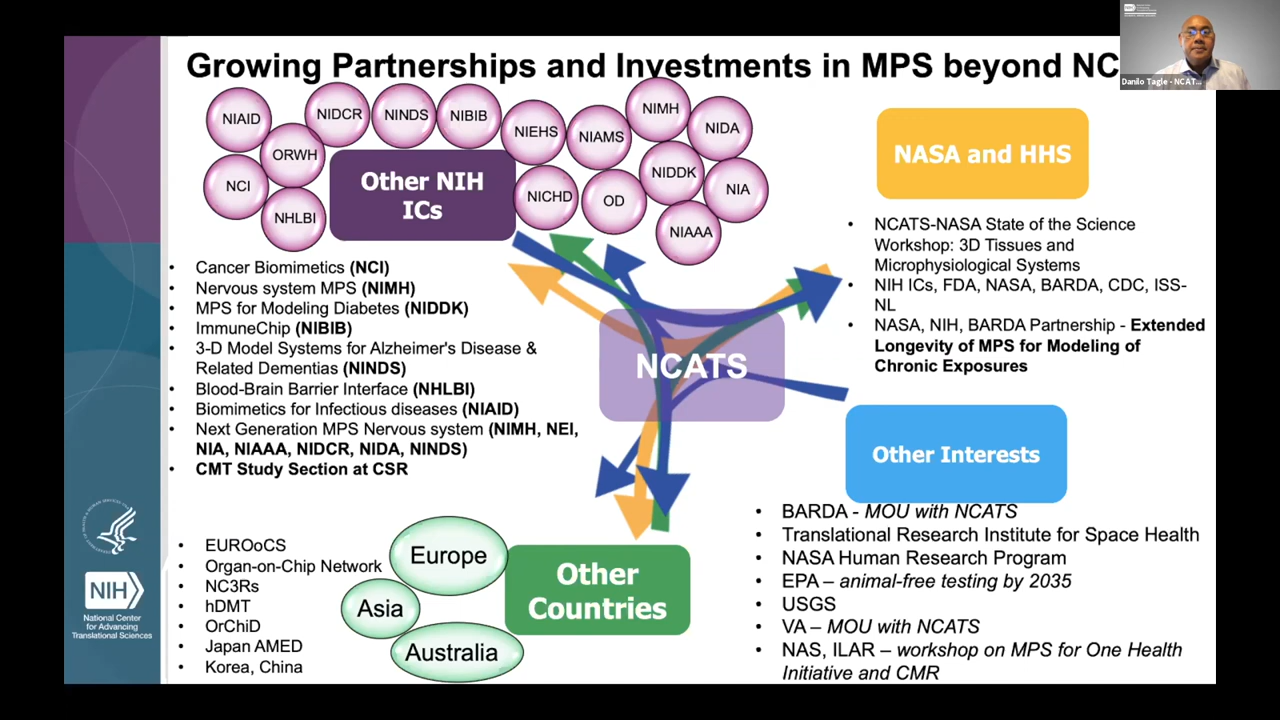 Growing Partnerships and Investments in MPS beyond NC
Danilo Tagle - NCAT...
NIAID
NIDCR
NINDS
NIBIB
NIEHS
NIAMS
NIMH
NIDA
ORWH
NCI
NHLBI
NICHD
OD
NIDDK
NIA
NIAAA
Other NIH
ICs
• Cancer Biomimetics (NCI)
• Nervous system MPS (NIMH)
• MPS for Modeling Diabetes (NIDDK)
• ImmuneChip (NIBIB)
• 3-D Model Systems for Alzheimer's Disease &
Related Dementias (NINDS)
• Blood-Brain Barrier Interface (NHLBI)
• Biomimetics for Infectious diseases (NIAID)
• Next Generation MPS Nervous system (NIMH, NEI,
NIA, NIAAA, NIDCR, NIDA, NINDS)
• CMT Study Section at CSR
NCATS
NASA and HHS
• NCATS-NASA State of the Science
Workshop: 3D Tissues and
Microphysiological Systems
• NIH ICs, FDA, NASA, BARDA, CDC, ISS-
NL
• NASA, NIH, BARDA Partnership - Extended
Longevity of MPS for Modeling of
Chronic Exposures
Other Interests
• BARDA - MOU with NCATS
• Translational Research Institute for Space Health
• NASA Human Research Program
• EPA – animal-free testing by 2035
• USGS
• VA – MOU with NCATS
• NAS, ILAR – workshop on MPS for One Health
Initiative and CMR
• EUROoCS
• Organ-on-Chip Network
• NC3Rs
• hDMT
• OrChiD
• Japan AMED
• Korea, China
Europe
Asia
Australia
Other
Countries
NIH
National Center
for Advancing
Translational Sciences
NIH